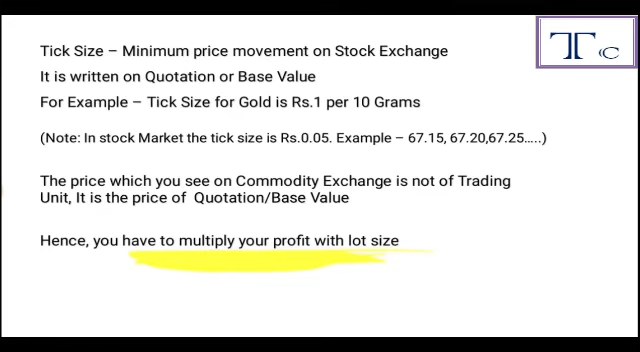 Tick Size – Minimum price movement on Stock Exchange
It is written on Quotation or Base Value
For Example – Tick Size for Gold is Rs.1 per 10 Grams
(Note: In stock Market the tick size is Rs.0.05. Example – 67.15, 67.20,67.25…..)
The price which you see on Commodity Exchange is not of Trading
Unit, It is the price of Quotation/Base Value
Hence, you have to multiply your profit with lot size